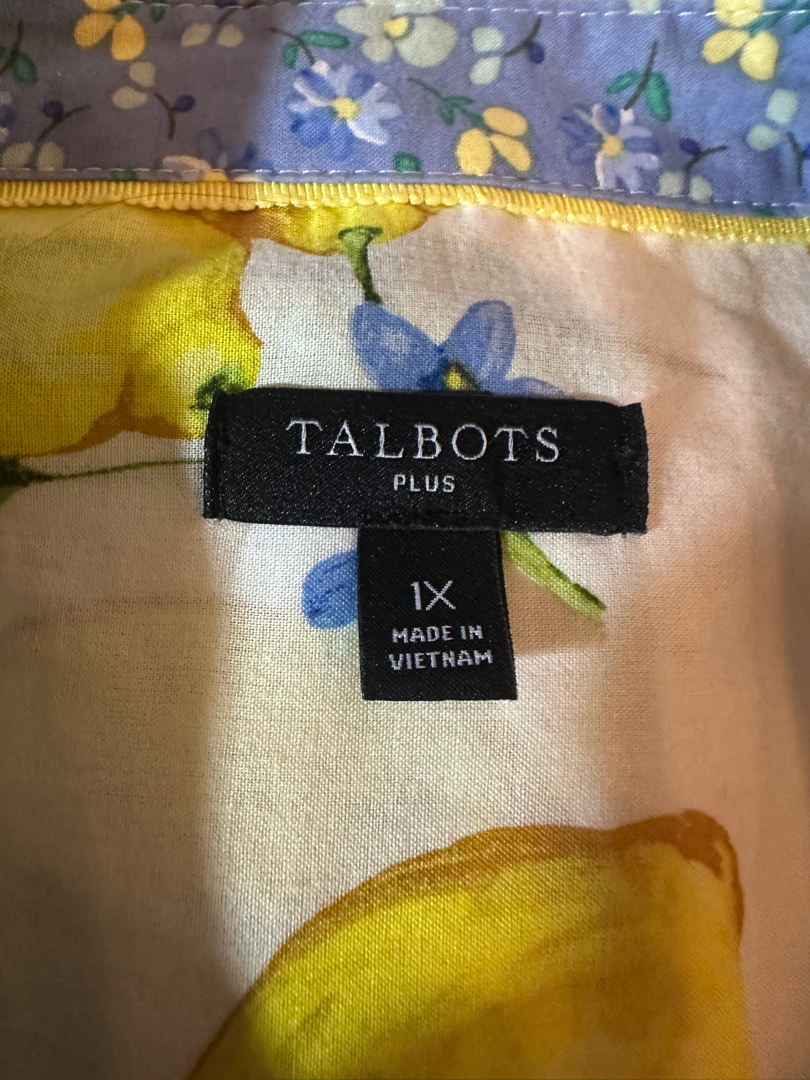 TALBOTS
PLUS
1X
MADE IN
VIETNAM